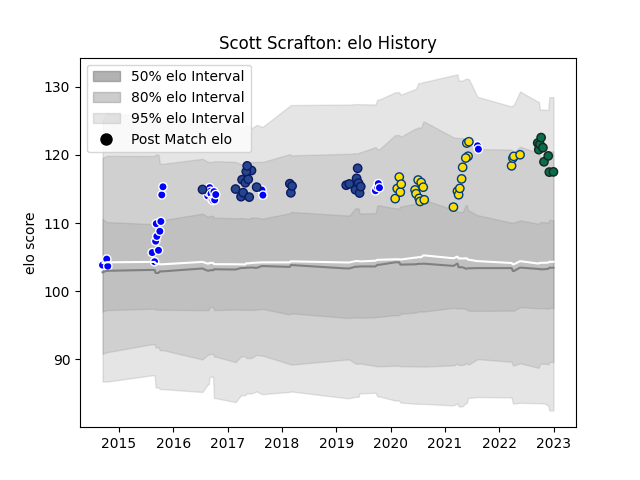 Scott Scrafton: elo History
50% elo Interval
80% elo Interval
95% elo Interval
Post Match elo
elo score
130
120
110
100
90
2015 2016 2017 2018 2019 2020 2021 2022 2023